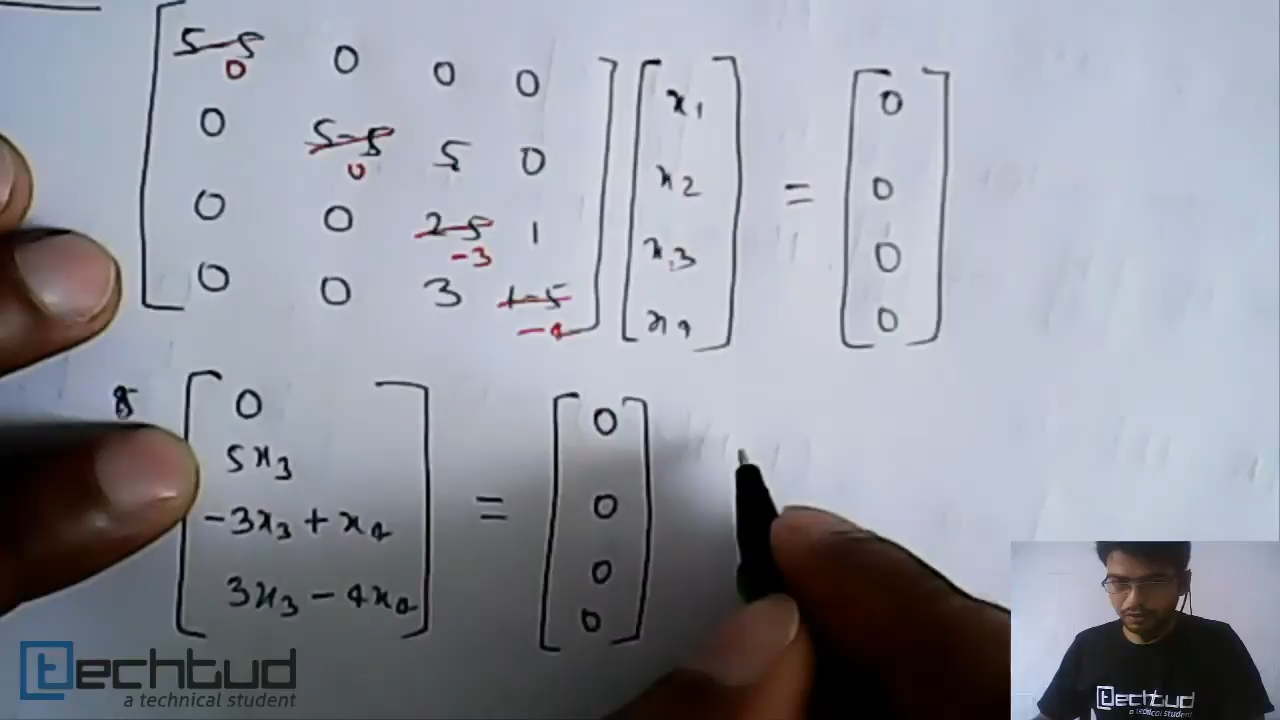 5-5 0 0 0 0 x1 0
0 5-5 0 5 0 x2 = 0
0 0 2-5 -3 1 x3 0
0 0 3 1-5 -4 x4 0
0 0
5x3 0
-3x3 + x4 = 0
3x3 - 4x4 0
techtud
a technical student
techtud
a technical student